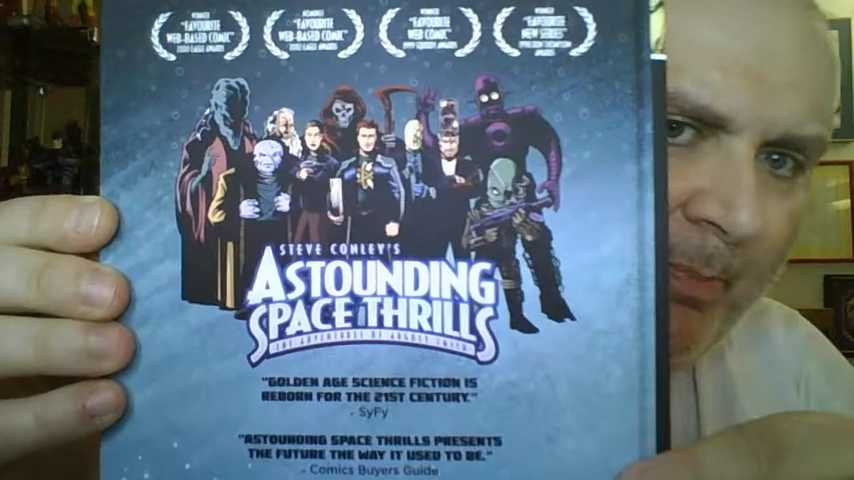 WINNER
"FAVOURITE
WEB-BASED COMIC"
EAGLE AWARDS
"FAVOURITE
WEB-BASED COMIC"
EAGLE AWARDS
WINNER
"FAVOURITE
WEB COMIC"
AWARDS
WINNER
"FAVOURITE
NEW SERIES"
AWARDS
STEVE CONLEY'S
ASTOUNDING
SPACE THRILLS
THE ADVENTURES OF ARGOSY SMITH
"GOLDEN AGE SCIENCE FICTION IS
REBORN FOR THE 21ST CENTURY."
- SyFy
"ASTOUNDING SPACE THRILLS PRESENTS
THE FUTURE THE WAY IT USED TO BE."
- Comics Buyers Guide